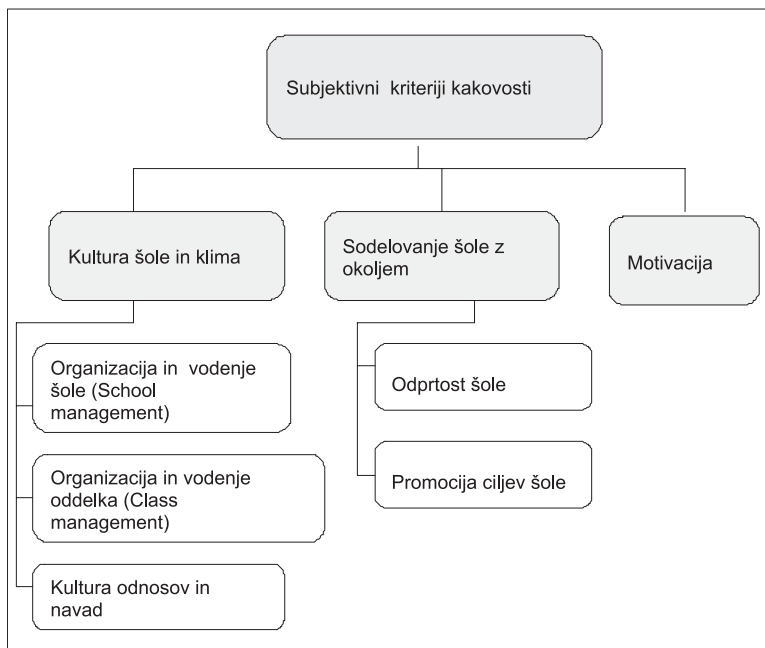 Subjektivni kriteriji kakovosti
Kultura šole in klima
Sodelovanje šole z
okoljem
Motivacija
Organizacija in vodenje
šole (School
management)
Organizacija in vodenje
oddelka (Class
management)
Kultura odnosov in
navad
Odprtost šole
Promocija ciljev šole